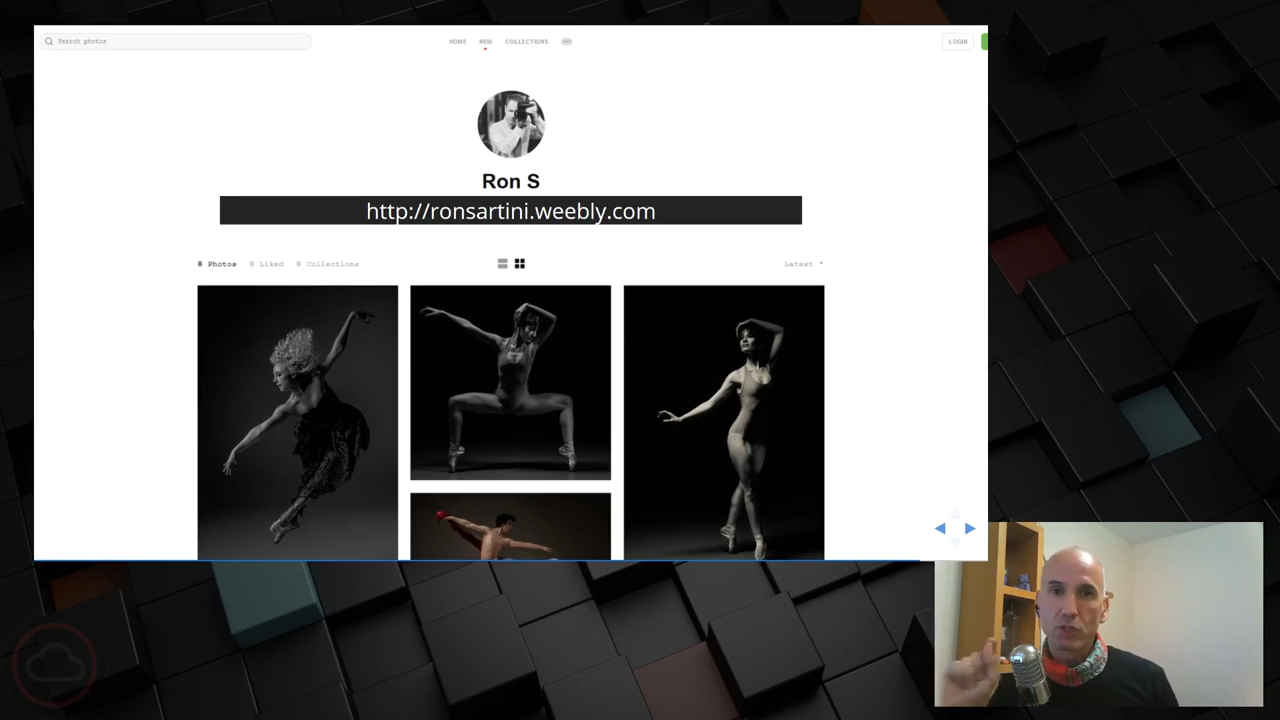 Search photos
HOME NEW COLLECTIONS
LOGIN
Ron S
http://ronsartini.weebly.com
8 Photos 0 Liked 0 Collections
Latest